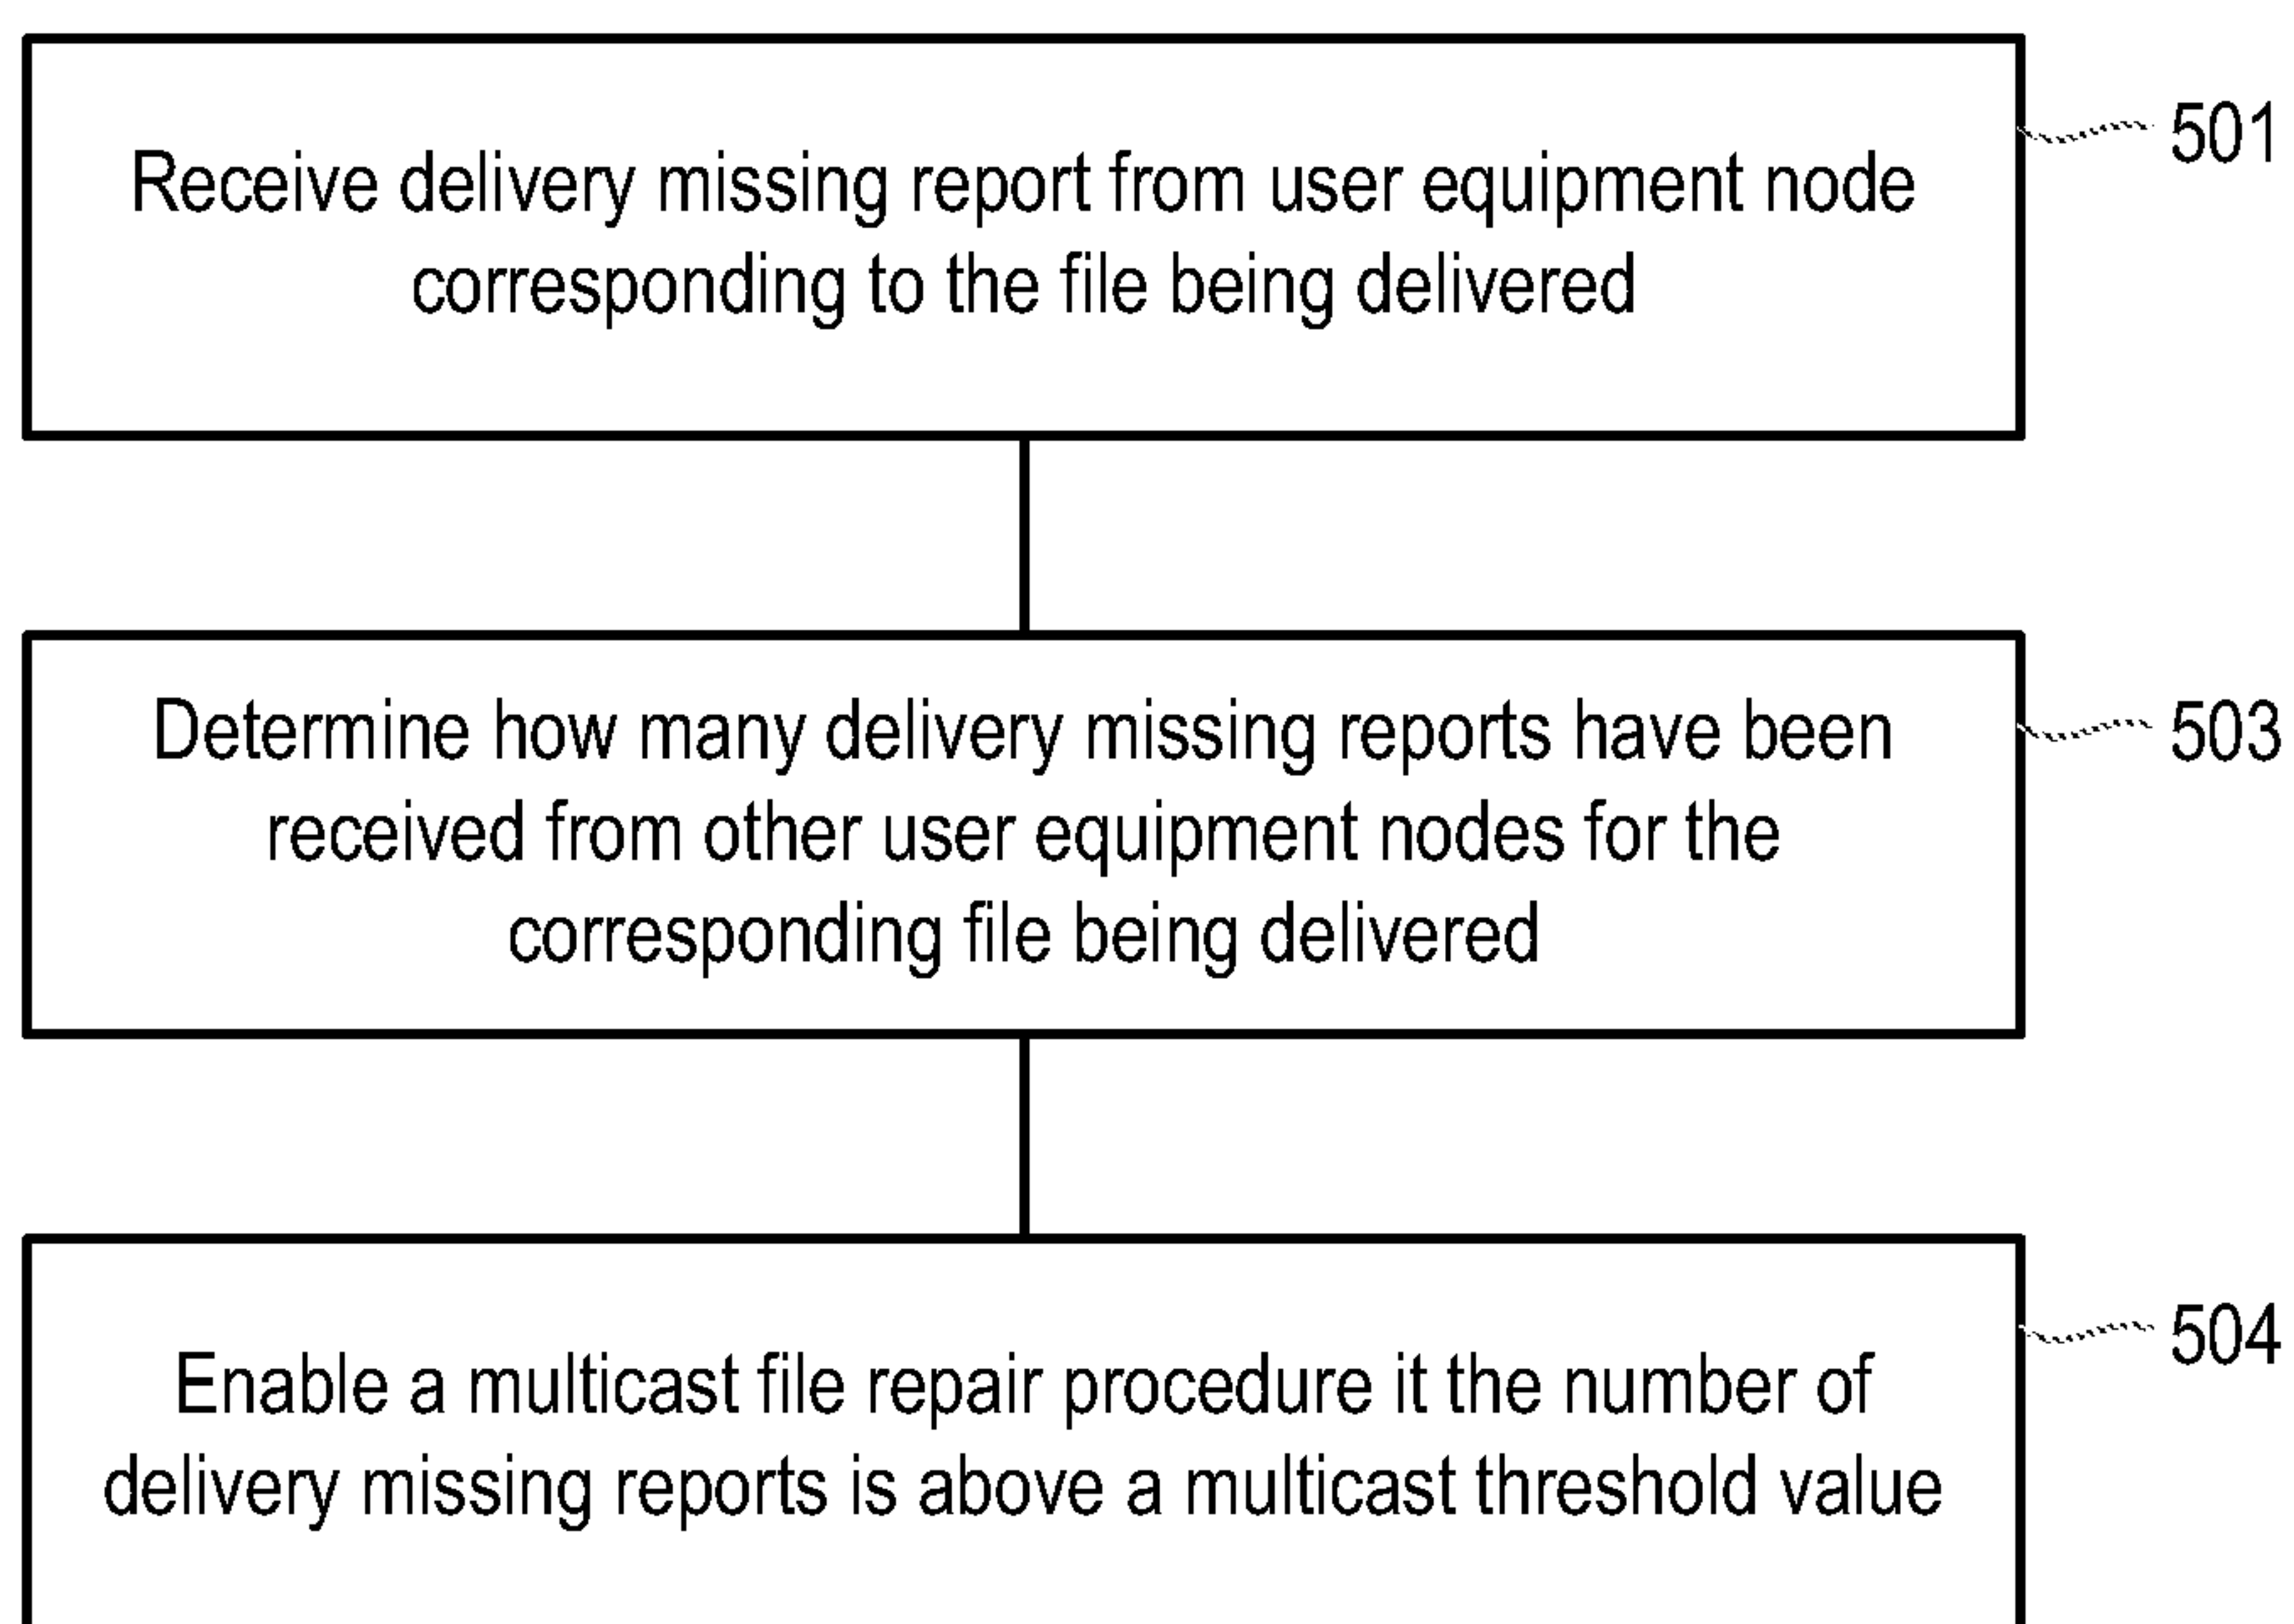 Receive delivery missing report from user equipment node
corresponding to the file being delivered
501
Determine how many delivery missing reports have been
received from other user equipment nodes for the
corresponding file being delivered
503
Enable a multicast file repair procedure it the number of
delivery missing reports is above a multicast threshold value
504